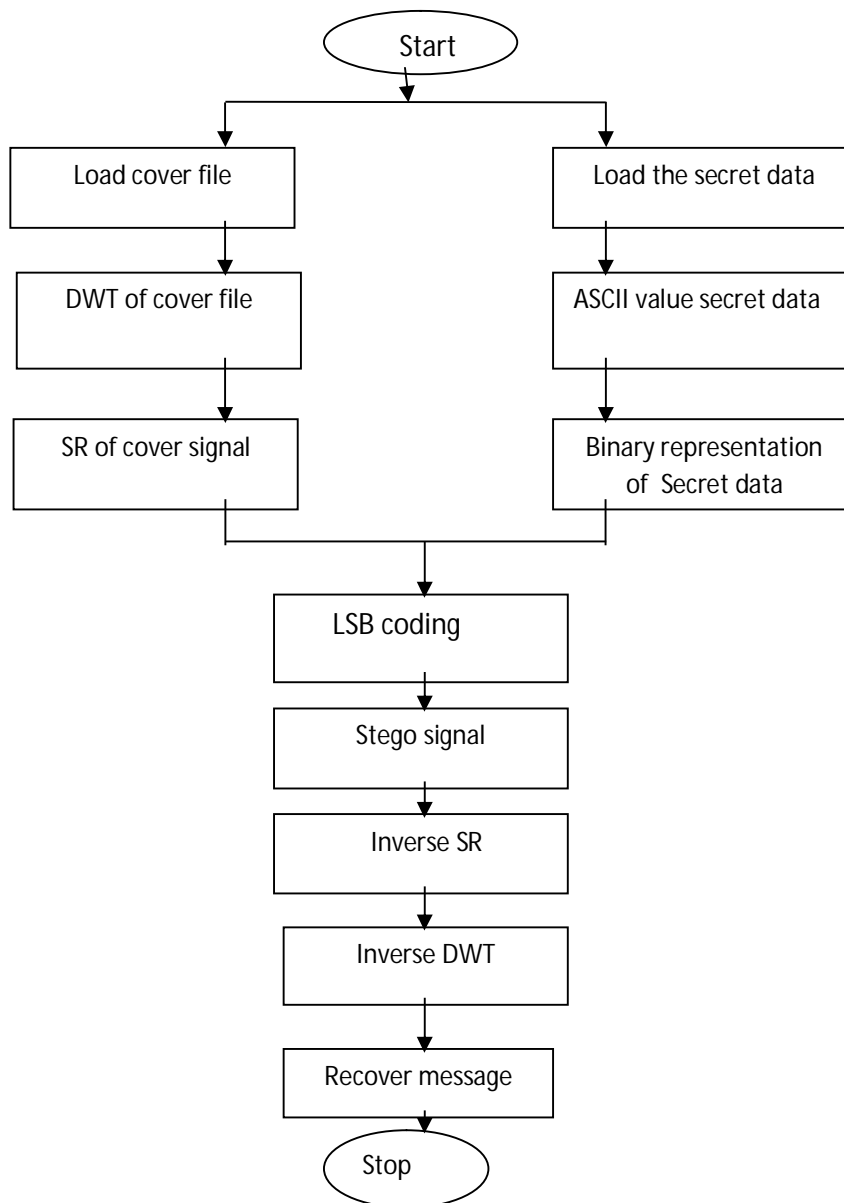 Start
Load cover file
Load the secret data
DWT of cover file
ASCII value secret data
SR of cover signal
Binary representation
of Secret data
LSB coding
Stego signal
Inverse SR
Inverse DWT
Recover message
Stop